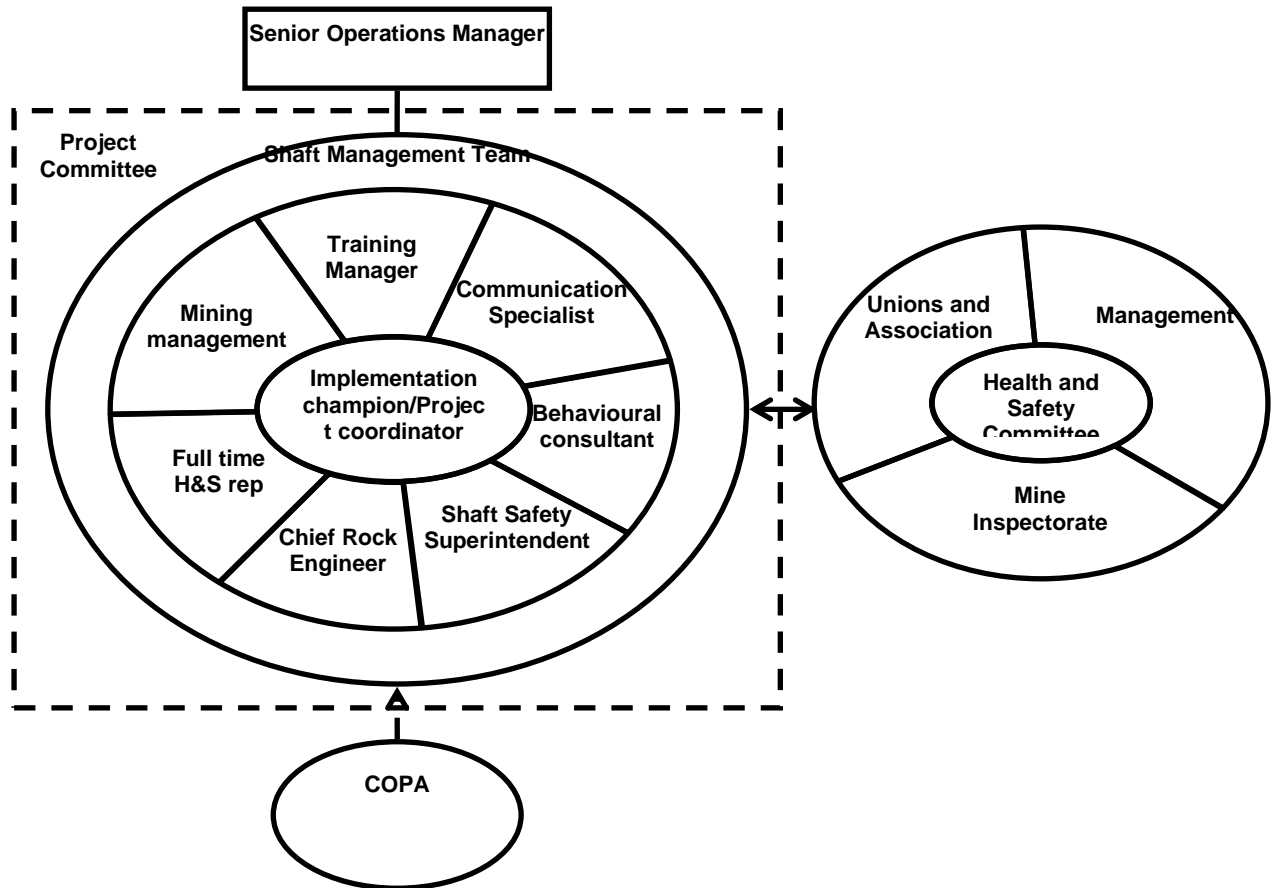 Senior Operations Manager
Project
Committee
Shaft Management Team
Training
Manager
Communication
Specialist
Mining
management
Implementation
champion/Projec
t coordinator
Behavioural
consultant
Full time
H&S rep
Chief Rock
Engineer
Shaft Safety
Superintendent
Unions and
Association
Management
Health and
Safety
Committee
Mine
Inspectorate
COPA